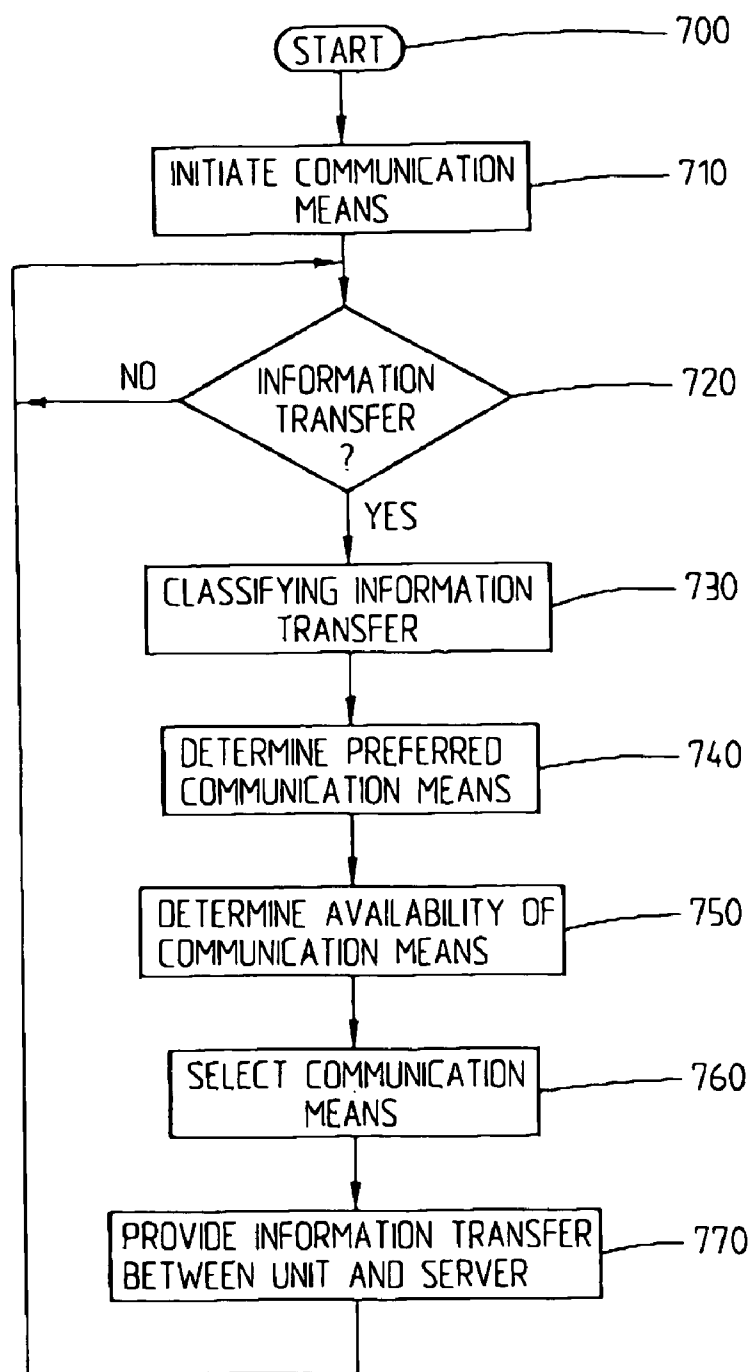 START
700
INITIATE COMMUNICATION
MEANS
710
NO
INFORMATION
TRANSFER
?
720
YES
CLASSIFYING INFORMATION
TRANSFER
730
DETERMINE PREFERRED
COMMUNICATION MEANS
740
DETERMINE AVAILABILITY OF
COMMUNICATION MEANS
750
SELECT COMMUNICATION
MEANS
760
PROVIDE INFORMATION TRANSFER
BETWEEN UNIT AND SERVER
770